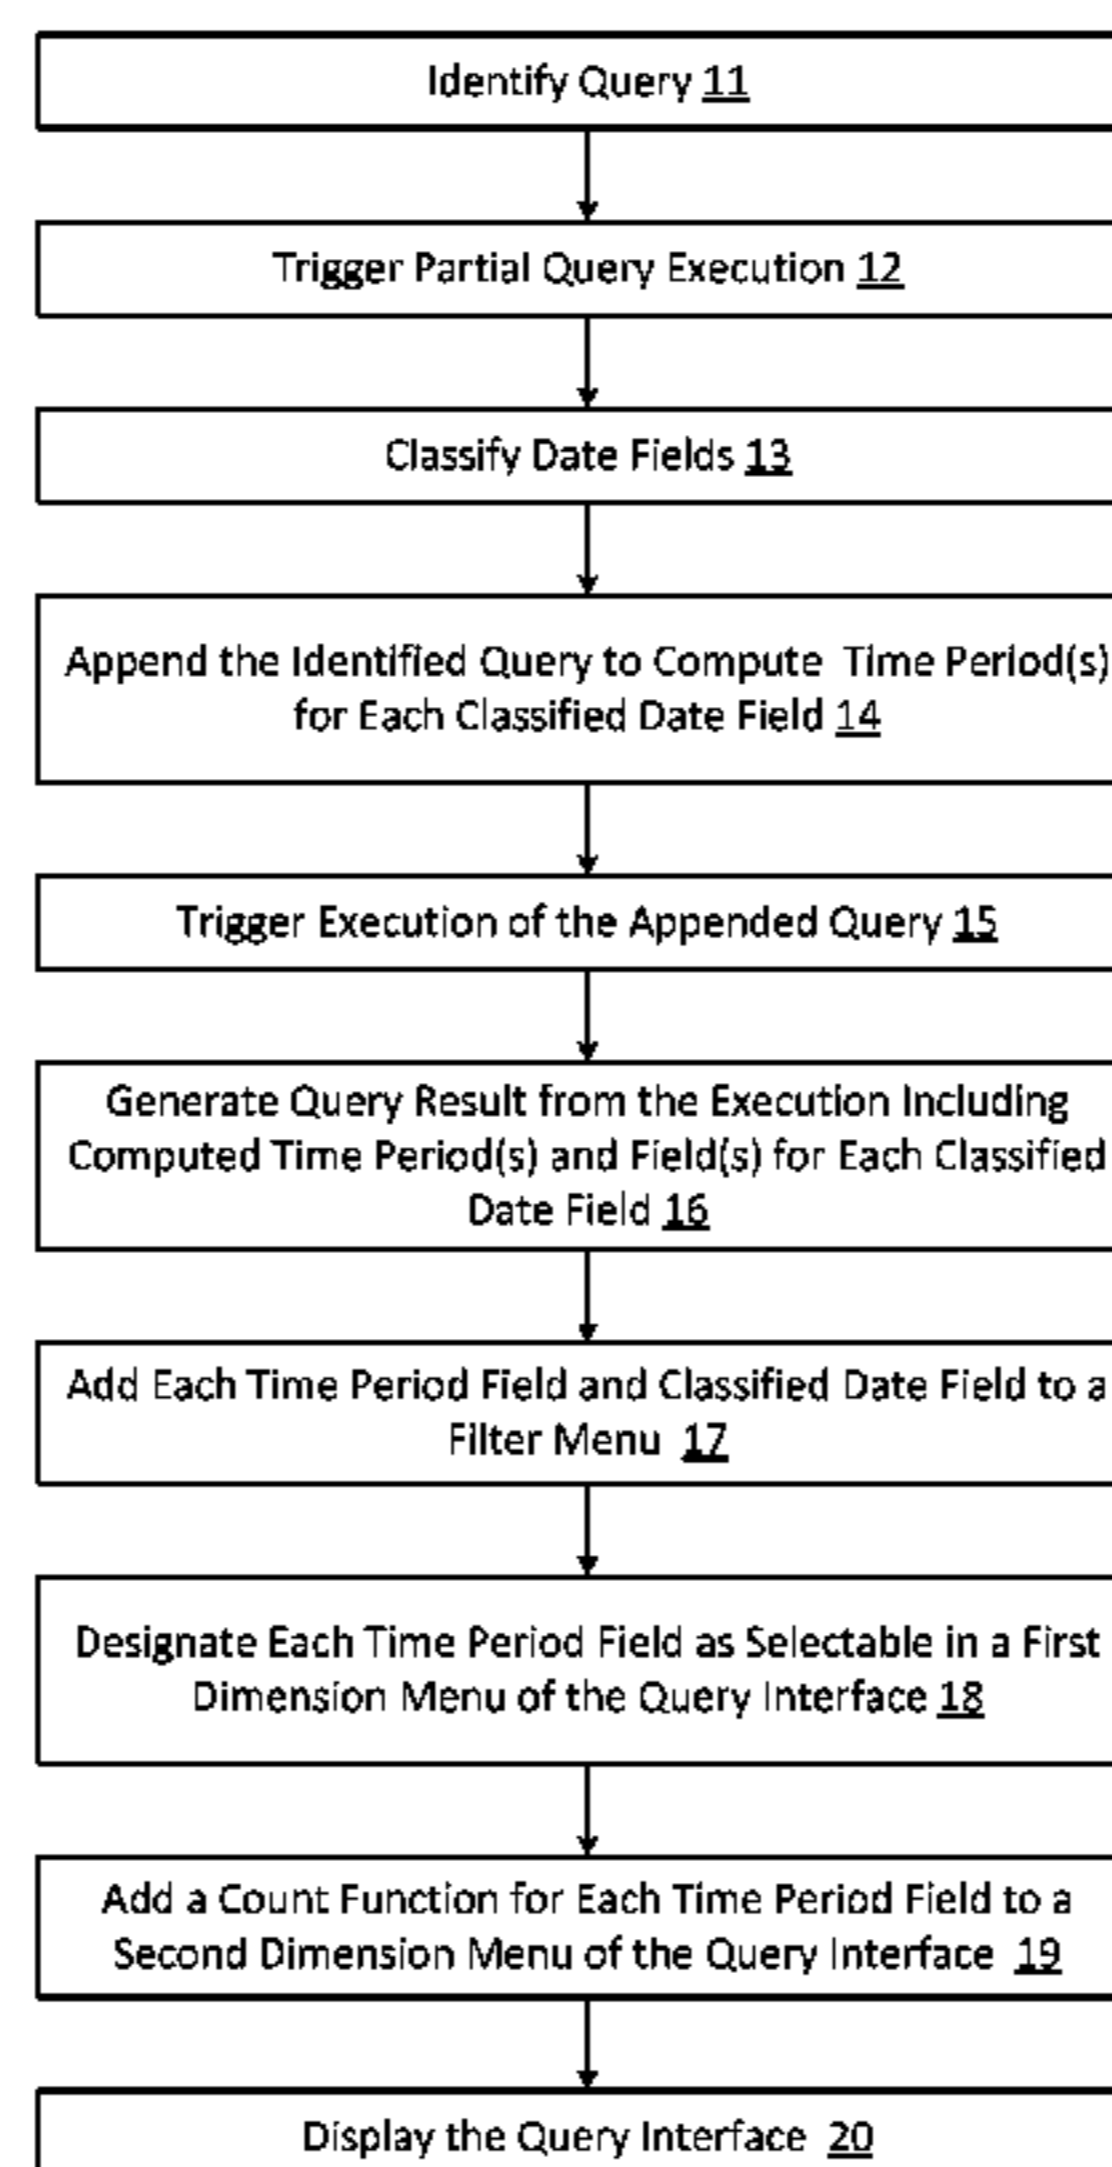 Identify Query 11
Trigger Partial Query Execution 12
Classify Date Fields 13
Append the Identified Query to Compute Time Period(s)
for Each Classified Date Field 14
Trigger Execution of the Appended Query 15
Generate Query Result from the Execution Including
Computed Time Period(s) and Field(s) for Each Classified
Date Field 16
Add Each Time Period Field and Classified Date Field to a
Filter Menu 17
Designate Each Time Period Field as Selectable in a First
Dimension Menu of the Query Interface 18
Add a Count Function for Each Time Period Field to a
Second Dimension Menu of the Query Interface 19
Display the Query Interface 20